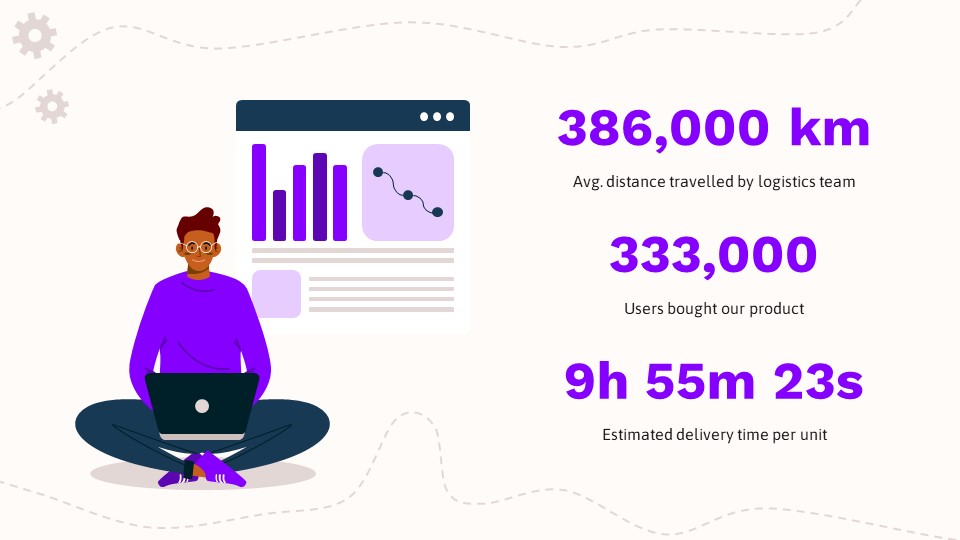 386,000 km
Avg. distance travelled by logistics team
333,000
Users bought our product
9h 55m 23s
Estimated delivery time per unit